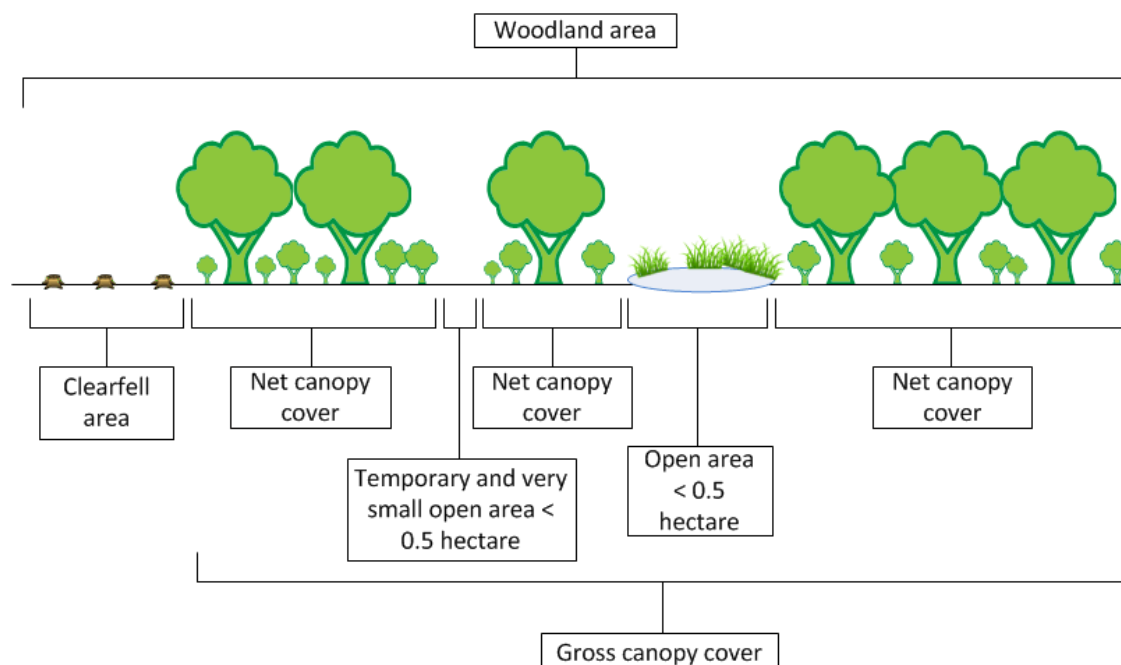 Woodland area
Clearfell
area
Net canopy
cover
Net canopy
cover
Net canopy
cover
Temporary and very
small open area <
0.5 hectare
Open area
< 0.5
hectare
Gross canopy cover